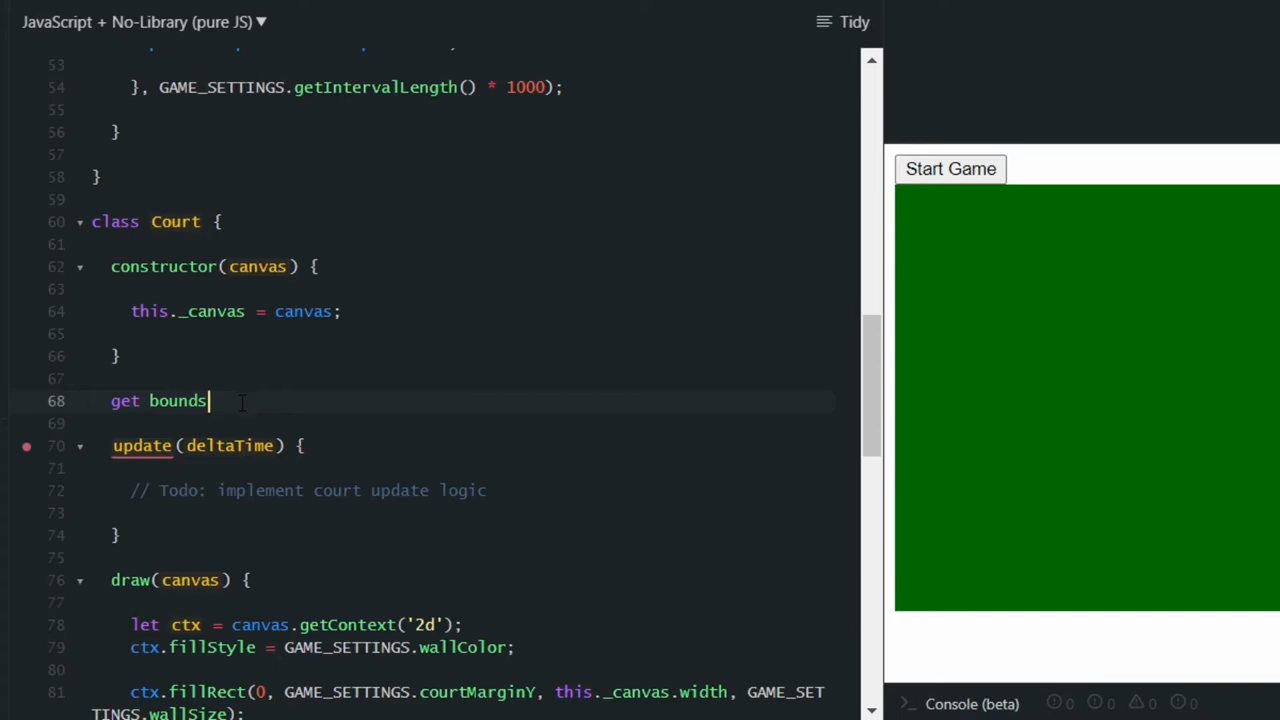 JavaScript + No-Library (pure JS) ▼
Tidy
53
54 }, GAME_SETTINGS.getIntervalLength() * 1000);
55
56 }
57
58 }
59
60 class Court {
61
62 constructor(canvas) {
63
64 this._canvas = canvas;
65
66 }
67
68 get bounds
69
70 update(deltaTime) {
71
72 // Todo: implement court update logic
73
74 }
75
76 draw(canvas) {
77
78 let ctx = canvas.getContext('2d');
79 ctx.fillStyle = GAME_SETTINGS.wallColor;
80
81 ctx.fillRect(0, GAME_SETTINGS.courtMarginY, this._canvas.width, GAME_SET
TINGS.wallSize);
Start Game
>_ Console (beta) 0 0 0 0